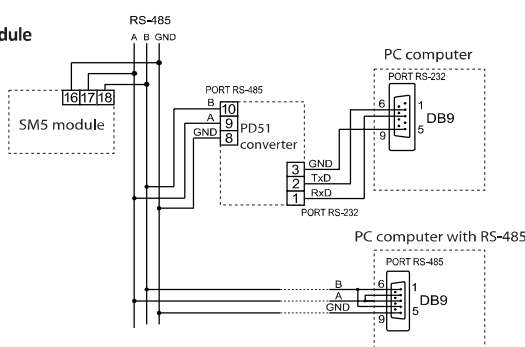 dule
RS-485
A B GND
16 17 18
SM5 module
PORT RS-485
B 10
A 9
GND 8
PD51
converter
3 GND
2 TxD
1 RxD
PORT RS-232
PC computer
PORT RS-232
6 1
DB9
9 5
PC computer with RS-485
PORT RS-485
B 6 1
A DB9
GND 5
9